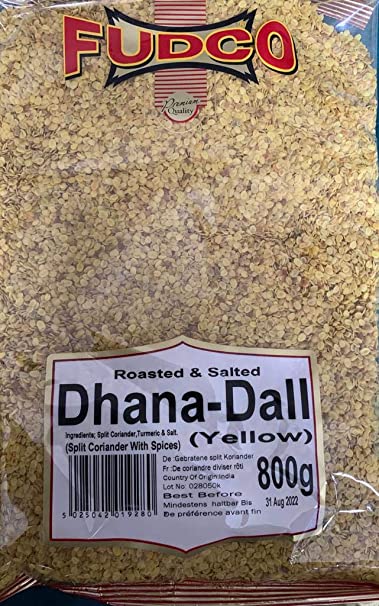 FUDCO
Premium
Quality
Roasted & Salted
Dhana-Dall
Ingredients; Split Coriander,Turmeric & Salt.
(Yellow)
(Split Coriander With Spices)
De :Gebratene split Koriander
Fr :De coriandre diviser rôti
Country Of Origin:India
Lot No. 028050k
800g
Best Before
31 Aug 2022
Mindestens haltbar Bis
De préférence avant fin
5 025042 019280